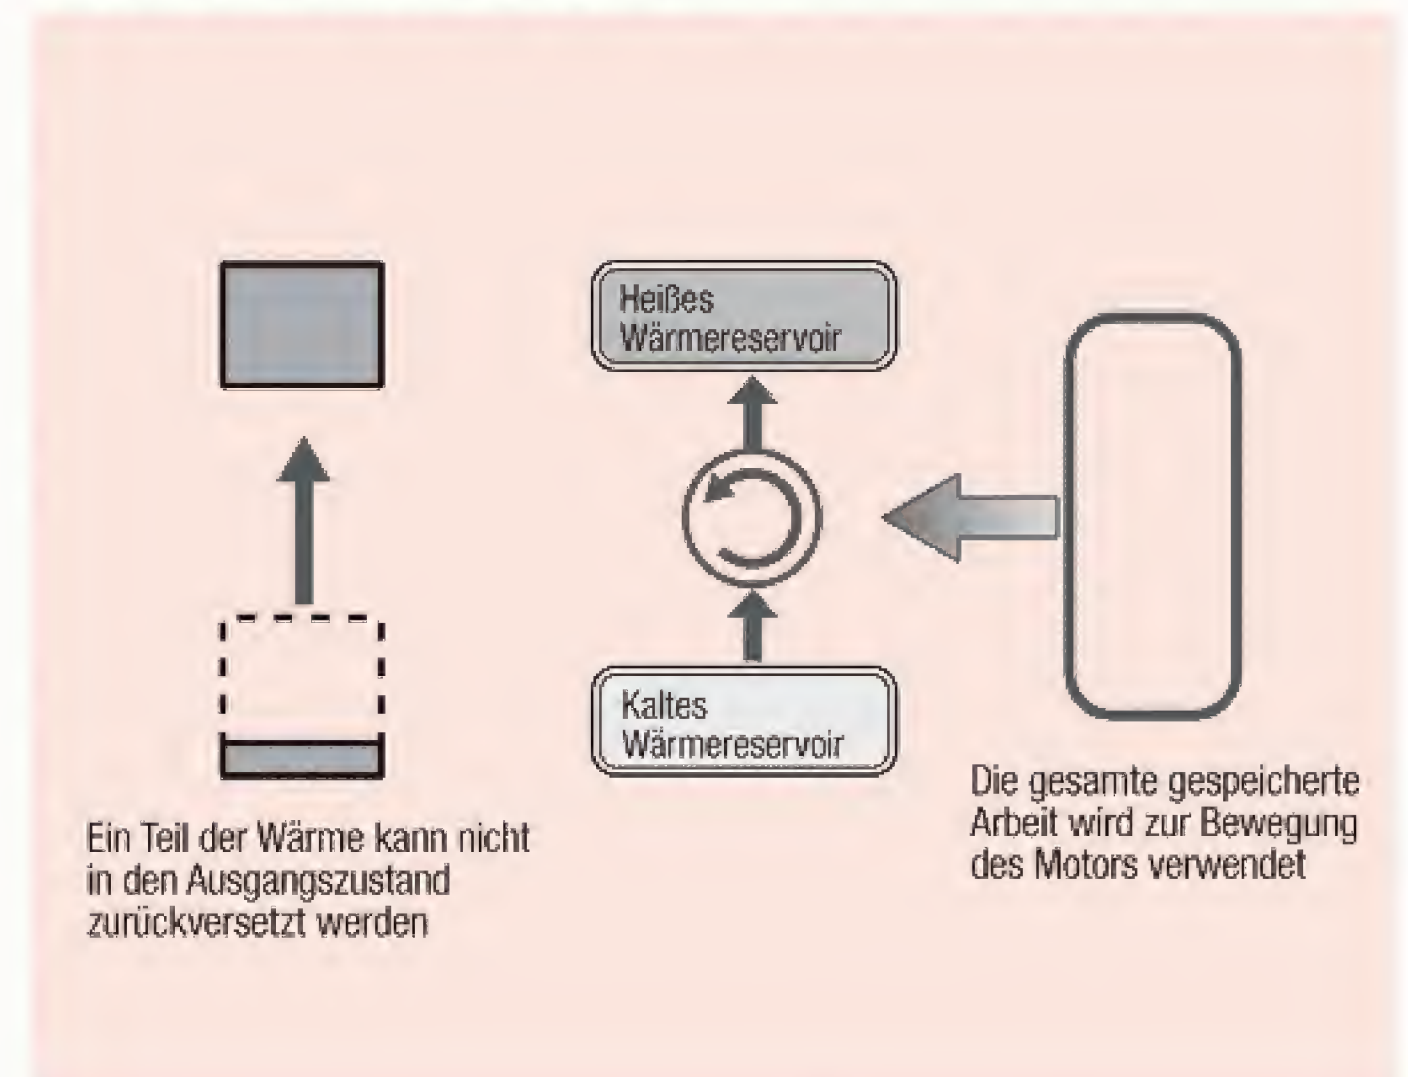 Heißes
Wärmereservoir
Kaltes
Wärmereservoir
Ein Teil der Wärme kann nicht
in den Ausgangszustand
zurückversetzt werden
Die gesamte gespeicherte
Arbeit wird zur Bewegung
des Motors verwendet